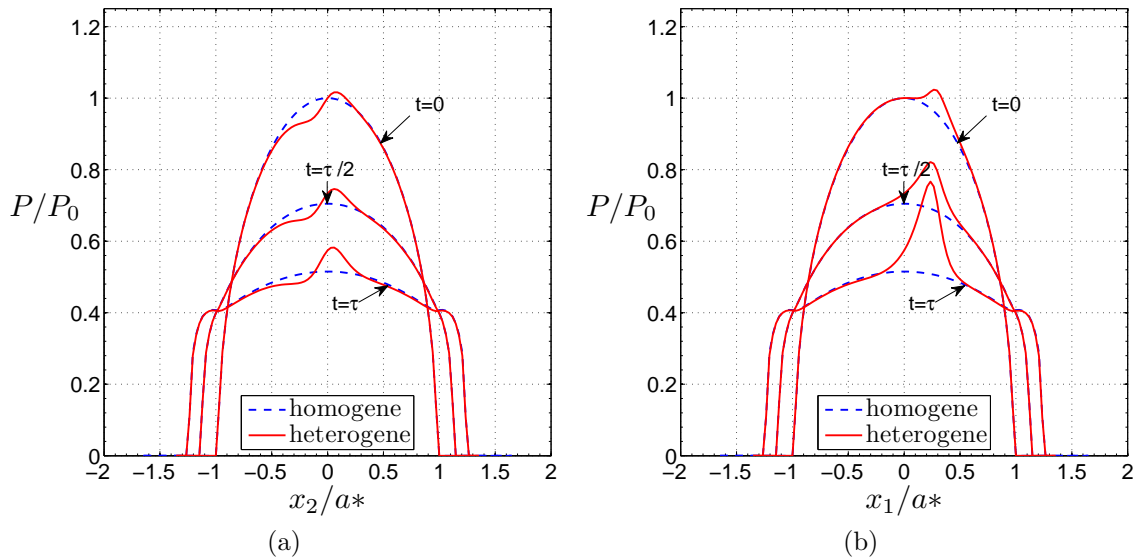 1.2
1
0.8
0.6
0.4
0.2
0
P/P₀
t=0
t=τ/2
t=τ
homogene
heterogene
−2 −1.5 −1 −0.5 0 0.5 1 1.5 2
x₂/a*
(a)
1.2
1
0.8
0.6
0.4
0.2
0
P/P₀
t=0
t=τ/2
t=τ
homogene
heterogene
−2 −1.5 −1 −0.5 0 0.5 1 1.5 2
x₁/a*
(b)